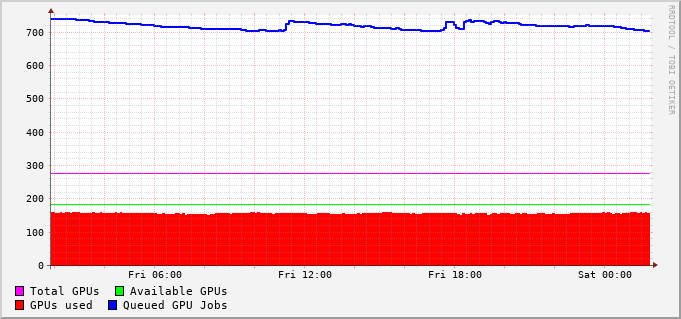 RRDTOOL / TOBI OETIKER
700
600
500
400
300
200
100
0
Fri 06:00 Fri 12:00 Fri 18:00 Sat 00:00
Total GPUs Available GPUs
GPUs used Queued GPU Jobs